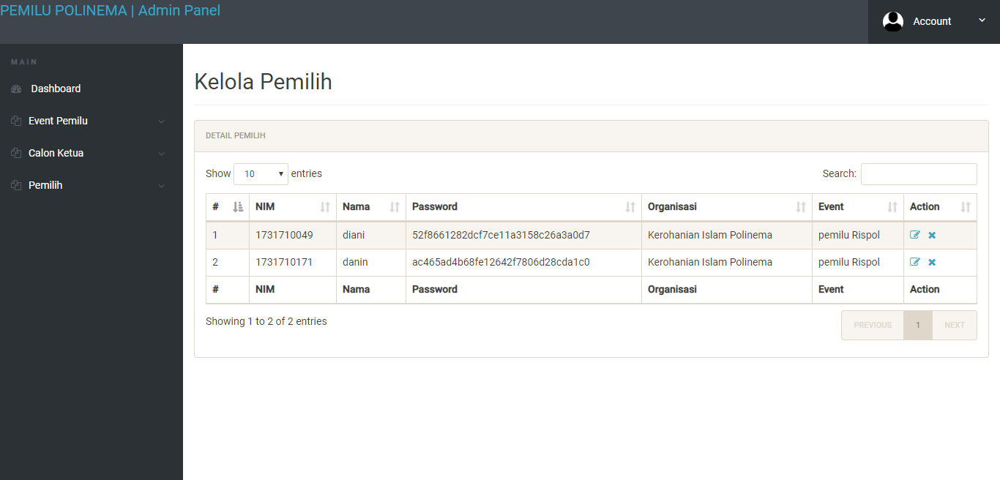 PEMILU POLINEMA | Admin Panel
Account
MAIN
Dashboard
Event Pemilu
Calon Ketua
Pemilih
Kelola Pemilih
DETAIL PEMILIH
Show 10 entries
Search:
# NIM Nama Password Organisasi Event Action
1 1731710049 diani 52f8661282dcf7ce11a3158c26a3a0d7 Kerohanian Islam Polinema pemilu Rispol
2 1731710171 danin ac465ad4b68fe12642f7806d28cda1c0 Kerohanian Islam Polinema pemilu Rispol
# NIM Nama Password Organisasi Event Action
Showing 1 to 2 of 2 entries
PREVIOUS 1 NEXT